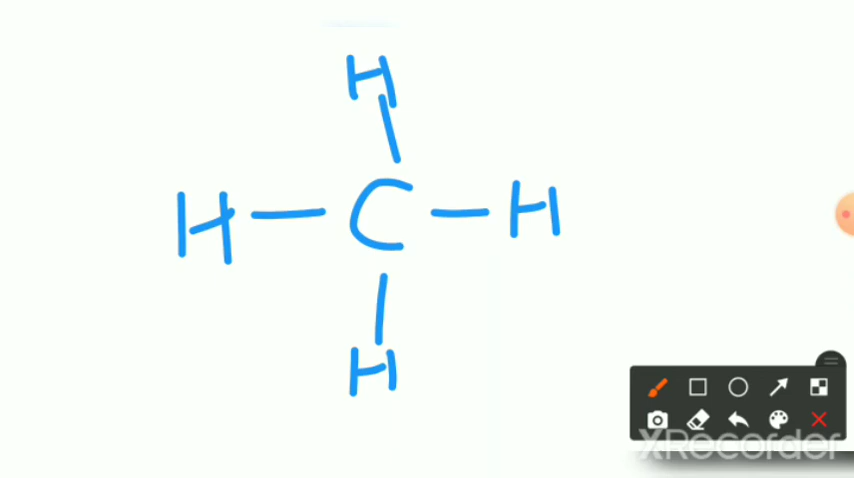 H
H — C — H
H
XRecorder